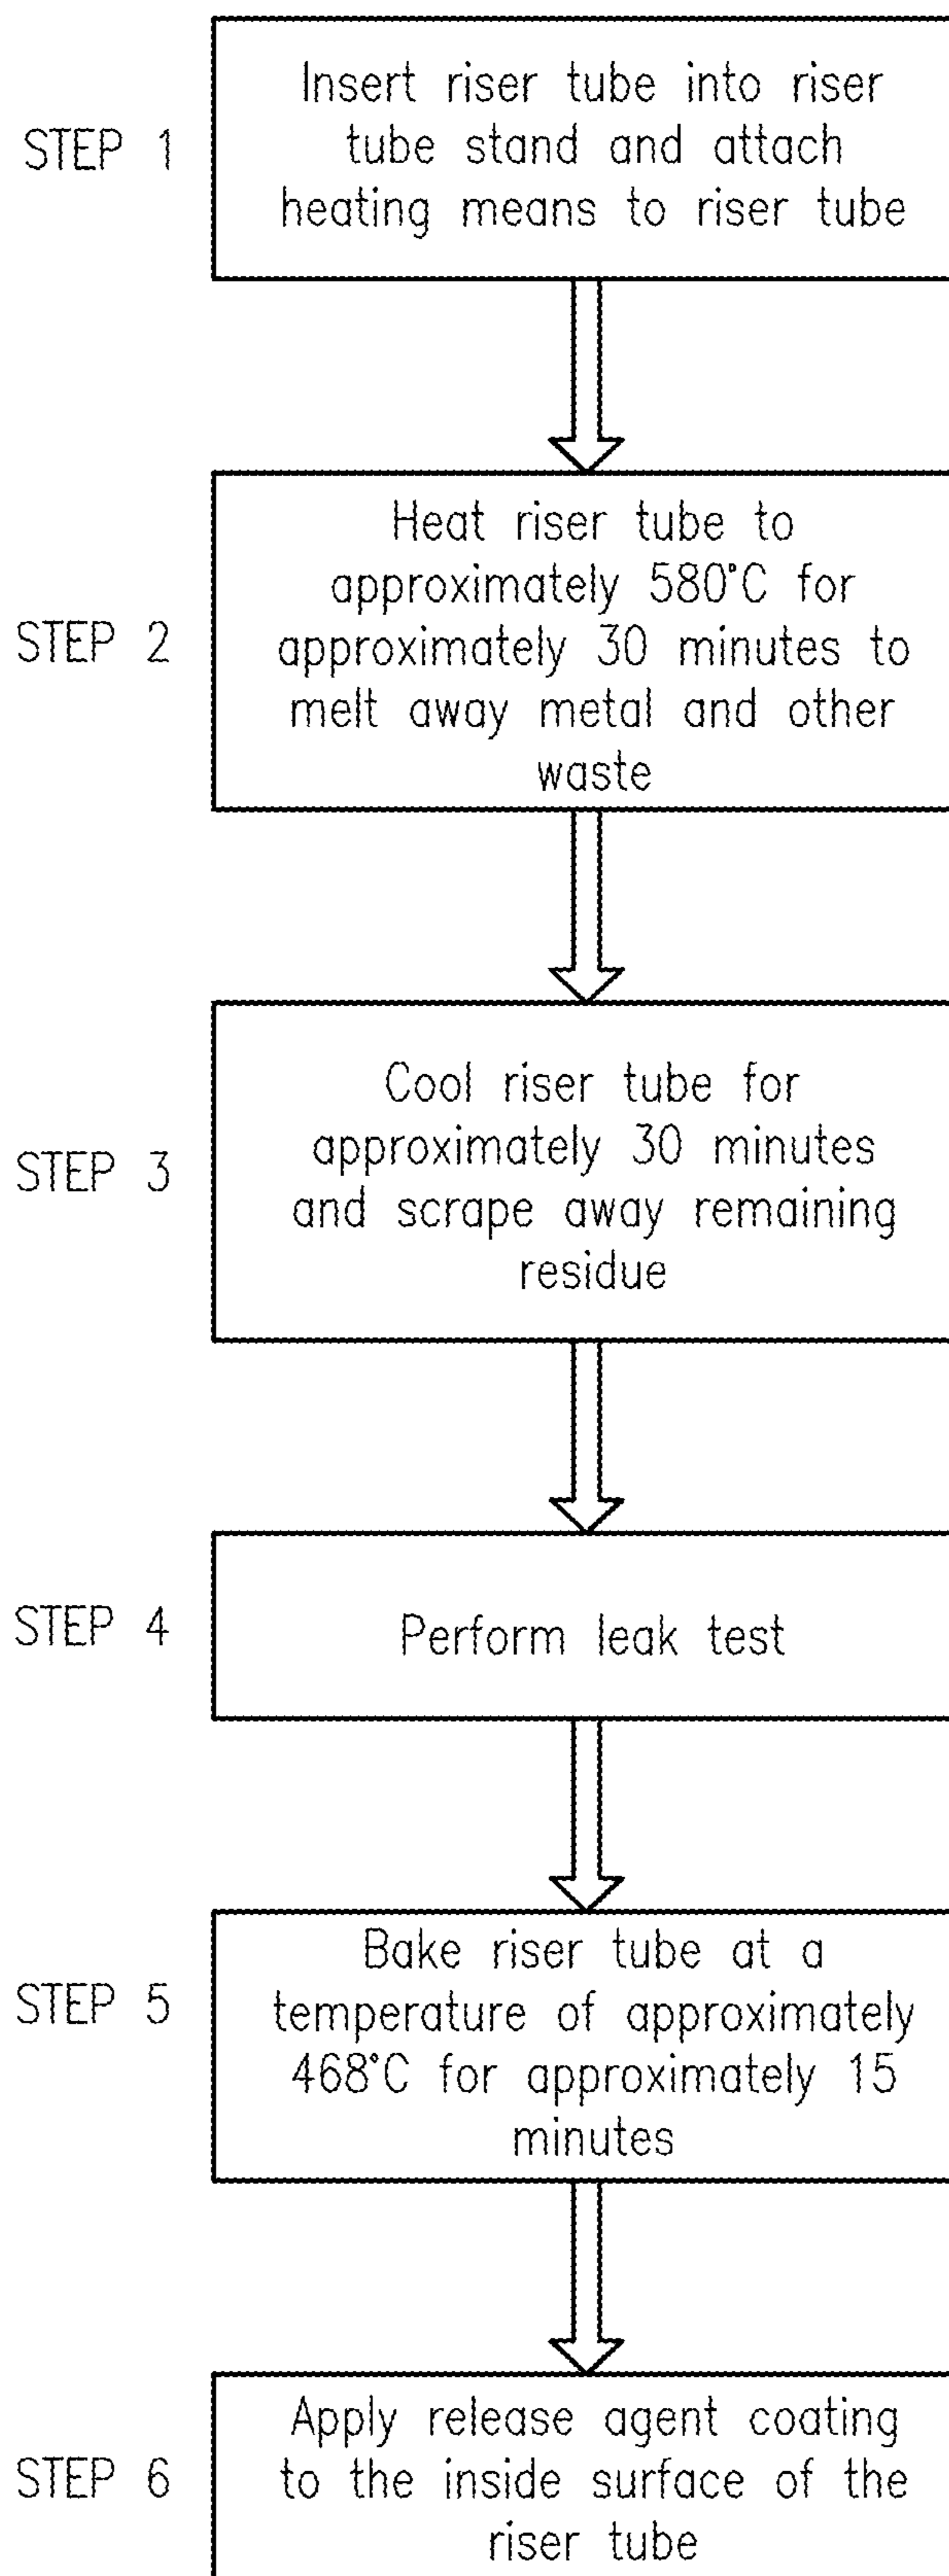 STEP 1
Insert riser tube into riser
tube stand and attach
heating means to riser tube
STEP 2
Heat riser tube to
approximately 580°C for
approximately 30 minutes to
melt away metal and other
waste
STEP 3
Cool riser tube for
approximately 30 minutes
and scrape away remaining
residue
STEP 4
Perform leak test
STEP 5
Bake riser tube at a
temperature of approximately
468°C for approximately 15
minutes
STEP 6
Apply release agent coating
to the inside surface of the
riser tube